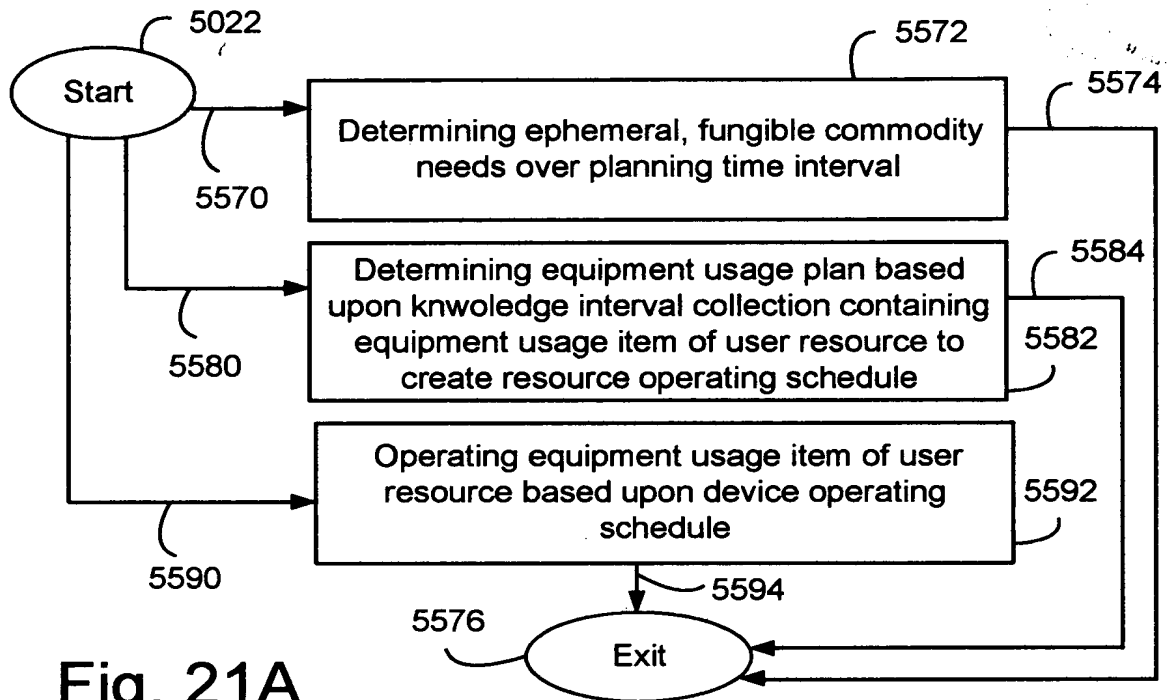 5022
Start
5572
5574
Determining ephemeral, fungible commodity
needs over planning time interval
5570
5584
Determining equipment usage plan based
upon knwoledge interval collection containing
equipment usage item of user resource to
create resource operating schedule
5582
5580
Operating equipment usage item of user
resource based upon device operating
schedule
5592
5590
5594
5576
Exit
Fig. 21A